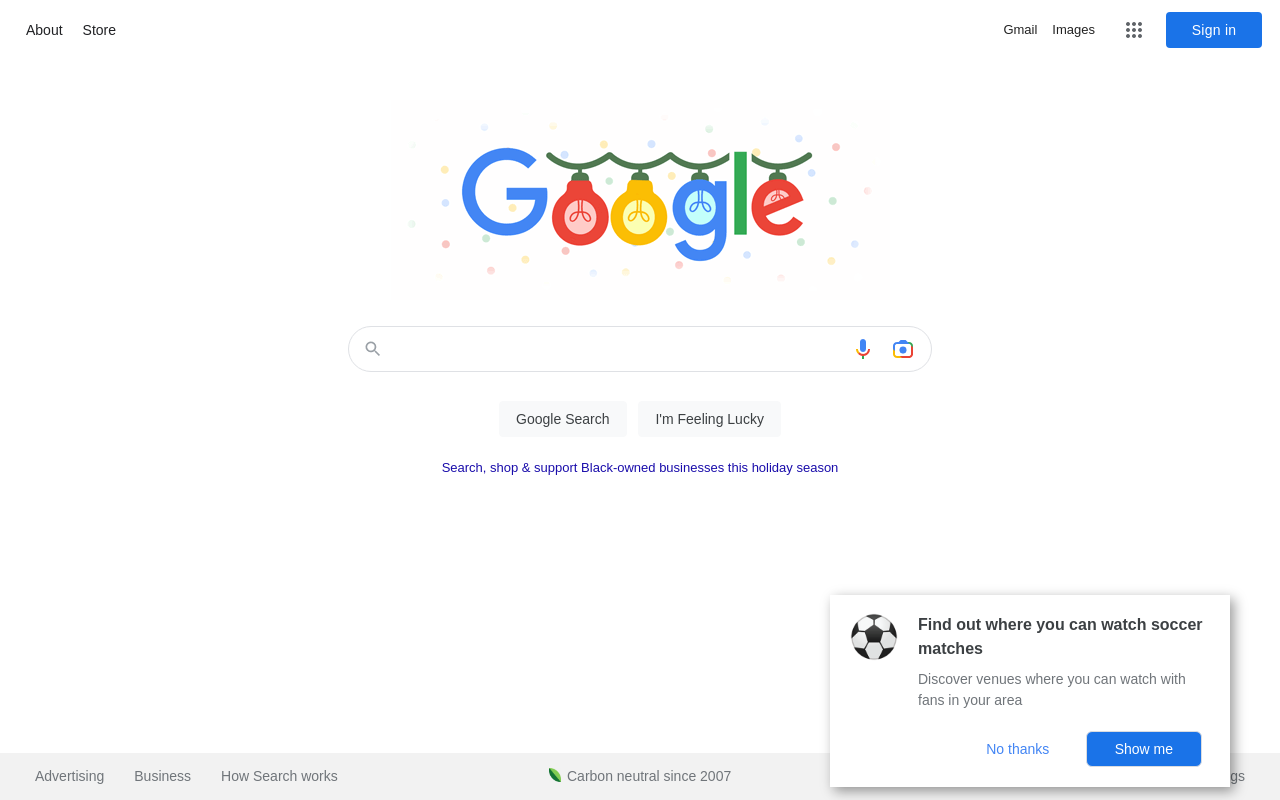 About Store
Gmail Images Sign in
Google
Google Search I'm Feeling Lucky
Search, shop & support Black-owned businesses this holiday season
Find out where you can watch soccer
matches
Discover venues where you can watch with
fans in your area
No thanks Show me
Advertising Business How Search works Carbon neutral since 2007